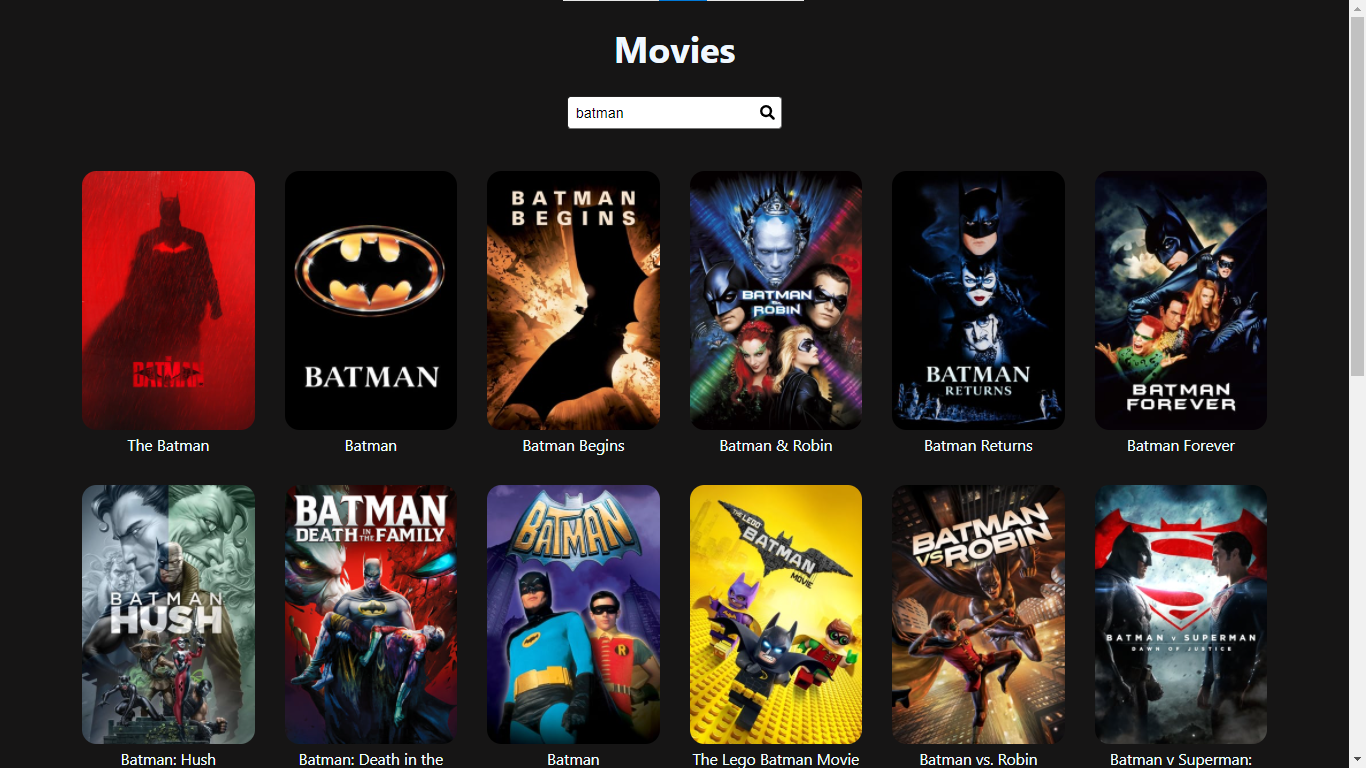 Movies
batman
BATMAN
BATMAN
BATMAN
BEGINS
BATMAN
ROBIN
BATMAN
RETURNS
BATMAN
FOREVER
The Batman
Batman
Batman Begins
Batman & Robin
Batman Returns
Batman Forever
BATMAN
HUSH
BATMAN
DEATH IN THE FAMILY
BATMAN
R
THE LEGO
BATMAN
MOVIE
BATMAN
VS ROBIN
BATMAN v SUPERMAN
DAWN OF JUSTICE
Batman: Hush
Batman: Death in the
Batman
The Lego Batman Movie
Batman vs. Robin
Batman v Superman: